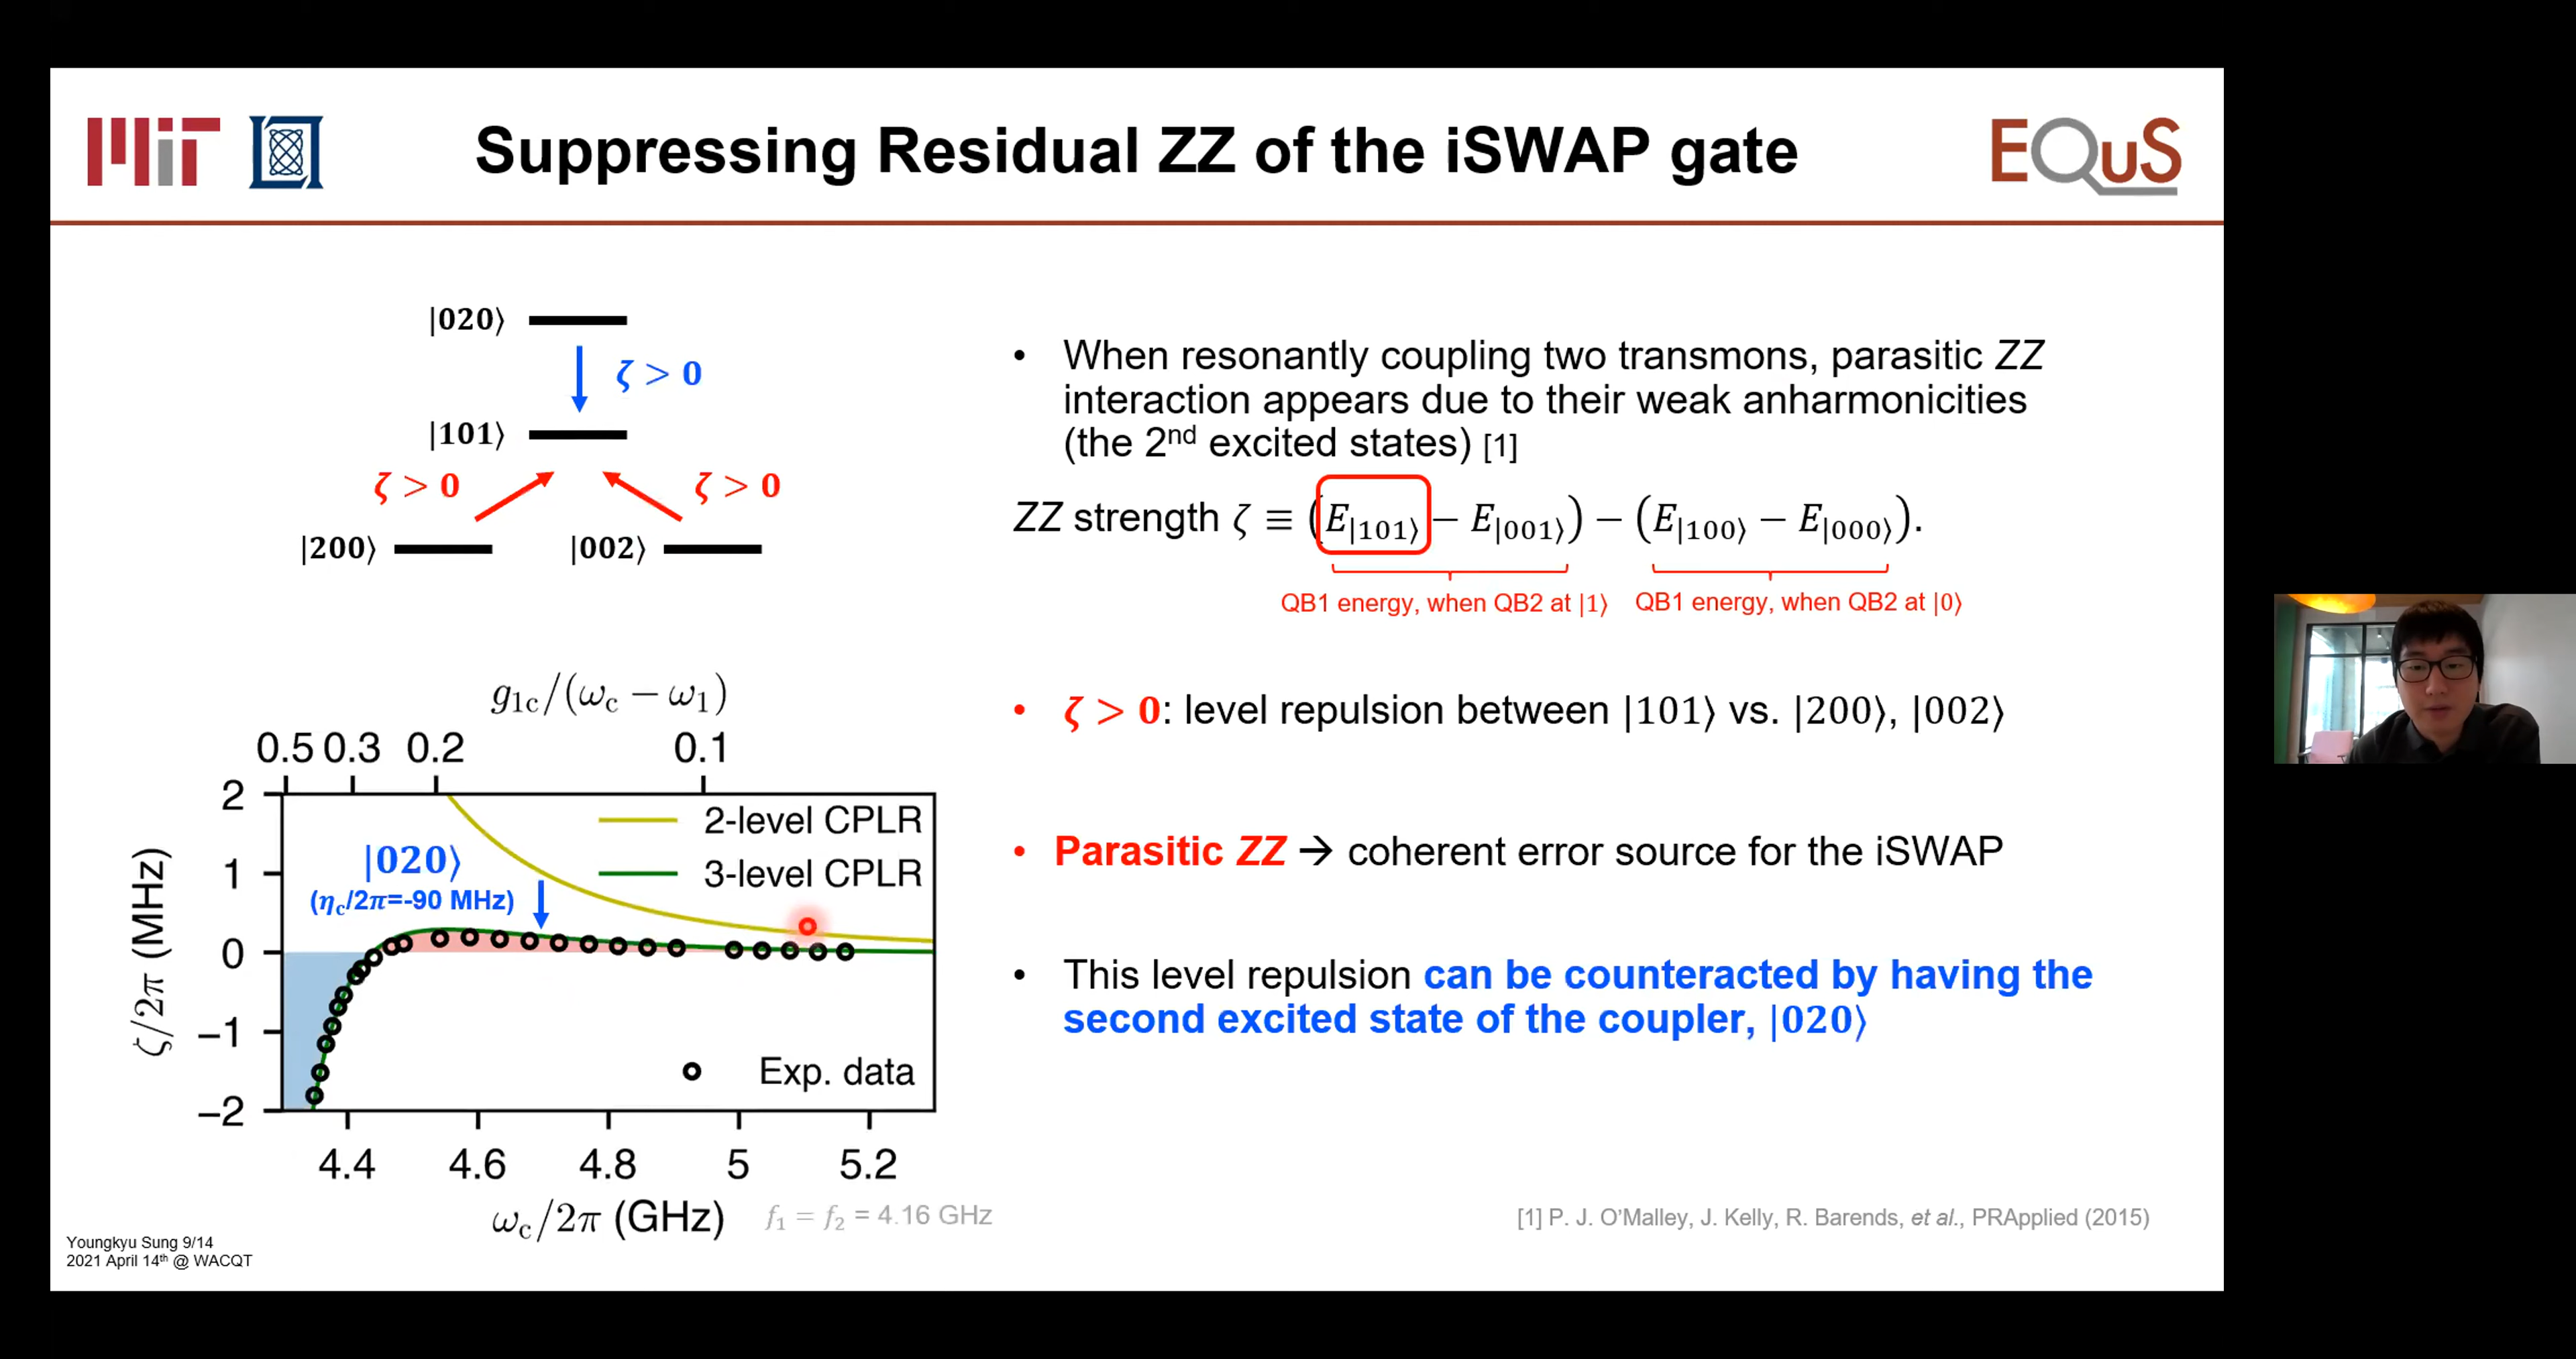 MIT
Suppressing Residual ZZ of the iSWAP gate
EQuS
|020⟩
ζ > 0
|101⟩
ζ > 0
ζ > 0
|200⟩
|002⟩
g1c/(ωc − ω1)
0.5 0.3 0.2 0.1
2
1
0
−1
−2
ζ/2π (MHz)
2-level CPLR
3-level CPLR
|020⟩
(ηc/2π=-90 MHz)
Exp. data
4.4 4.6 4.8 5 5.2
ωc/2π (GHz)
f1 = f2 = 4.16 GHz
• When resonantly coupling two transmons, parasitic ZZ
interaction appears due to their weak anharmonicities
(the 2nd excited states) [1]
ZZ strength ζ ≡ (E|101⟩ − E|001⟩) − (E|100⟩ − E|000⟩).
QB1 energy, when QB2 at |1⟩
QB1 energy, when QB2 at |0⟩
• ζ > 0: level repulsion between |101⟩ vs. |200⟩, |002⟩
• Parasitic ZZ → coherent error source for the iSWAP
• This level repulsion can be counteracted by having the
second excited state of the coupler, |020⟩
[1] P. J. O’Malley, J. Kelly, R. Barends, et al., PRApplied (2015)
Youngkyu Sung 9/14
2021 April 14th @ WACQT